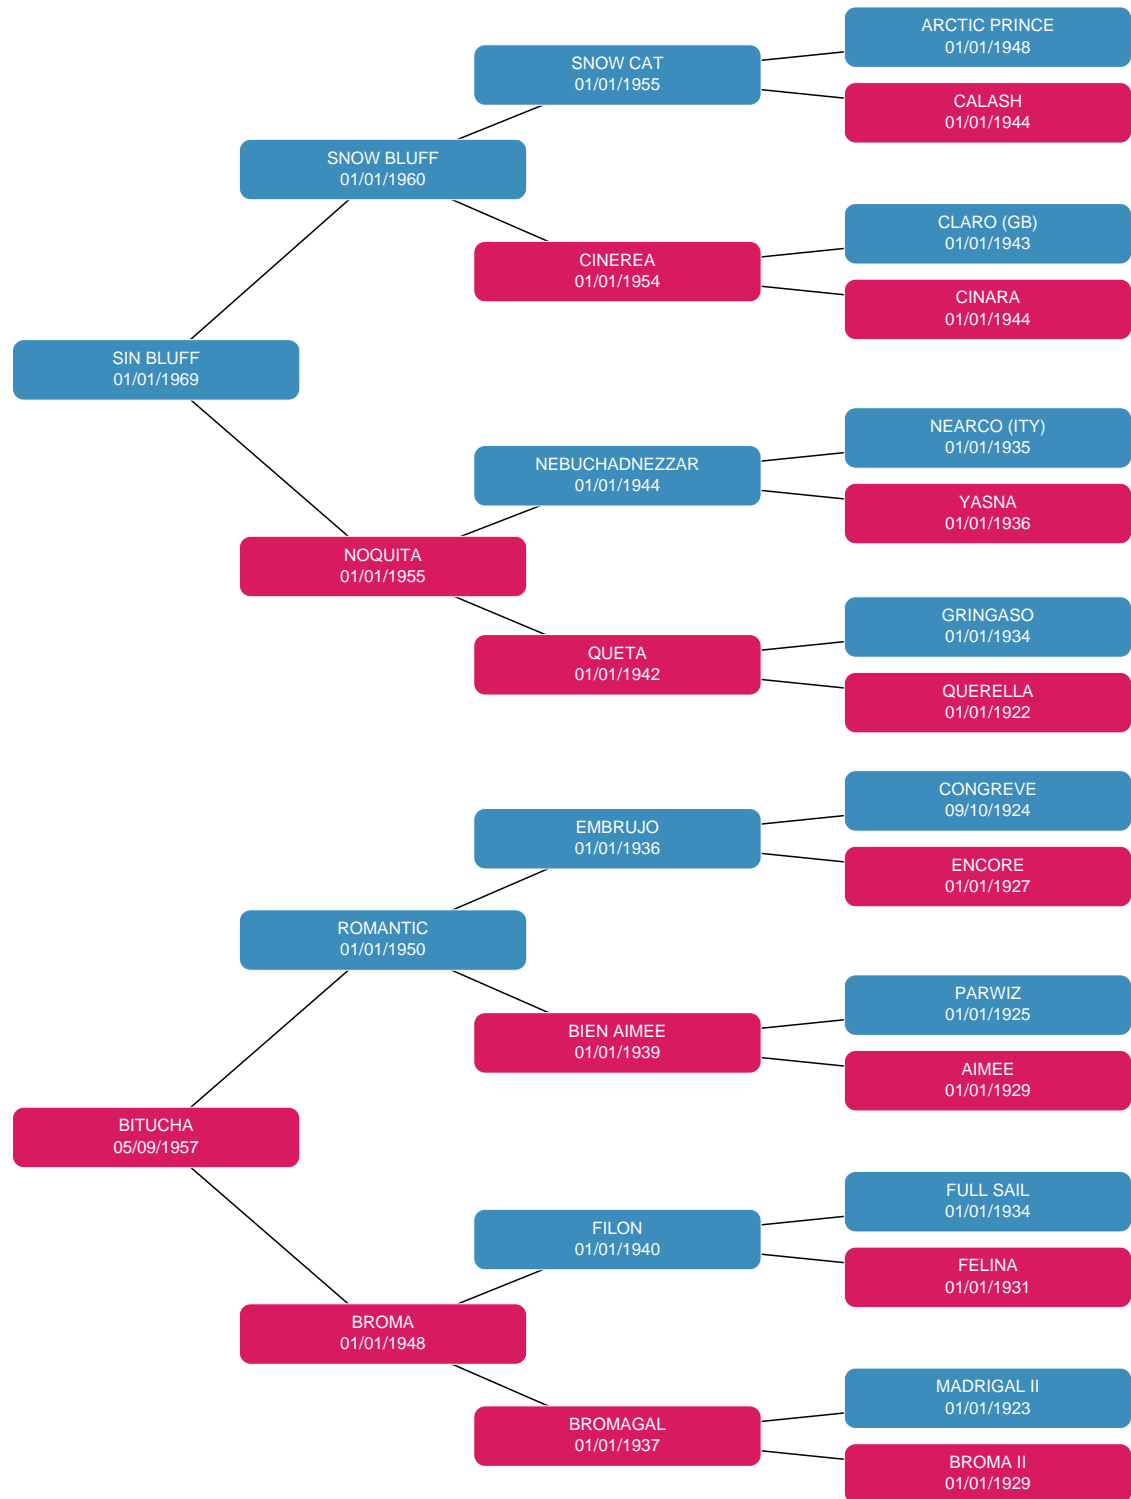 ARCTIC PRINCE
01/01/1948
SNOW CAT
01/01/1955
CALASH
01/01/1944
SNOW BLUFF
01/01/1960
CLARO (GB)
01/01/1943
CINEREA
01/01/1954
CINARA
01/01/1944
SIN BLUFF
01/01/1969
NEARCO (ITY)
01/01/1935
NEBUCHADNEZZAR
01/01/1944
YASNA
01/01/1936
NOQUITA
01/01/1955
GRINGASO
01/01/1934
QUETA
01/01/1942
QUERELLA
01/01/1922
CONGREVE
09/10/1924
EMBRUJO
01/01/1936
ENCORE
01/01/1927
ROMANTIC
01/01/1950
PARWIZ
01/01/1925
BIEN AIMEE
01/01/1939
AIMEE
01/01/1929
BITUCHA
05/09/1957
FULL SAIL
01/01/1934
FILON
01/01/1940
FELINA
01/01/1931
BROMA
01/01/1948
MADRIGAL II
01/01/1923
BROMAGAL
01/01/1937
BROMA II
01/01/1929